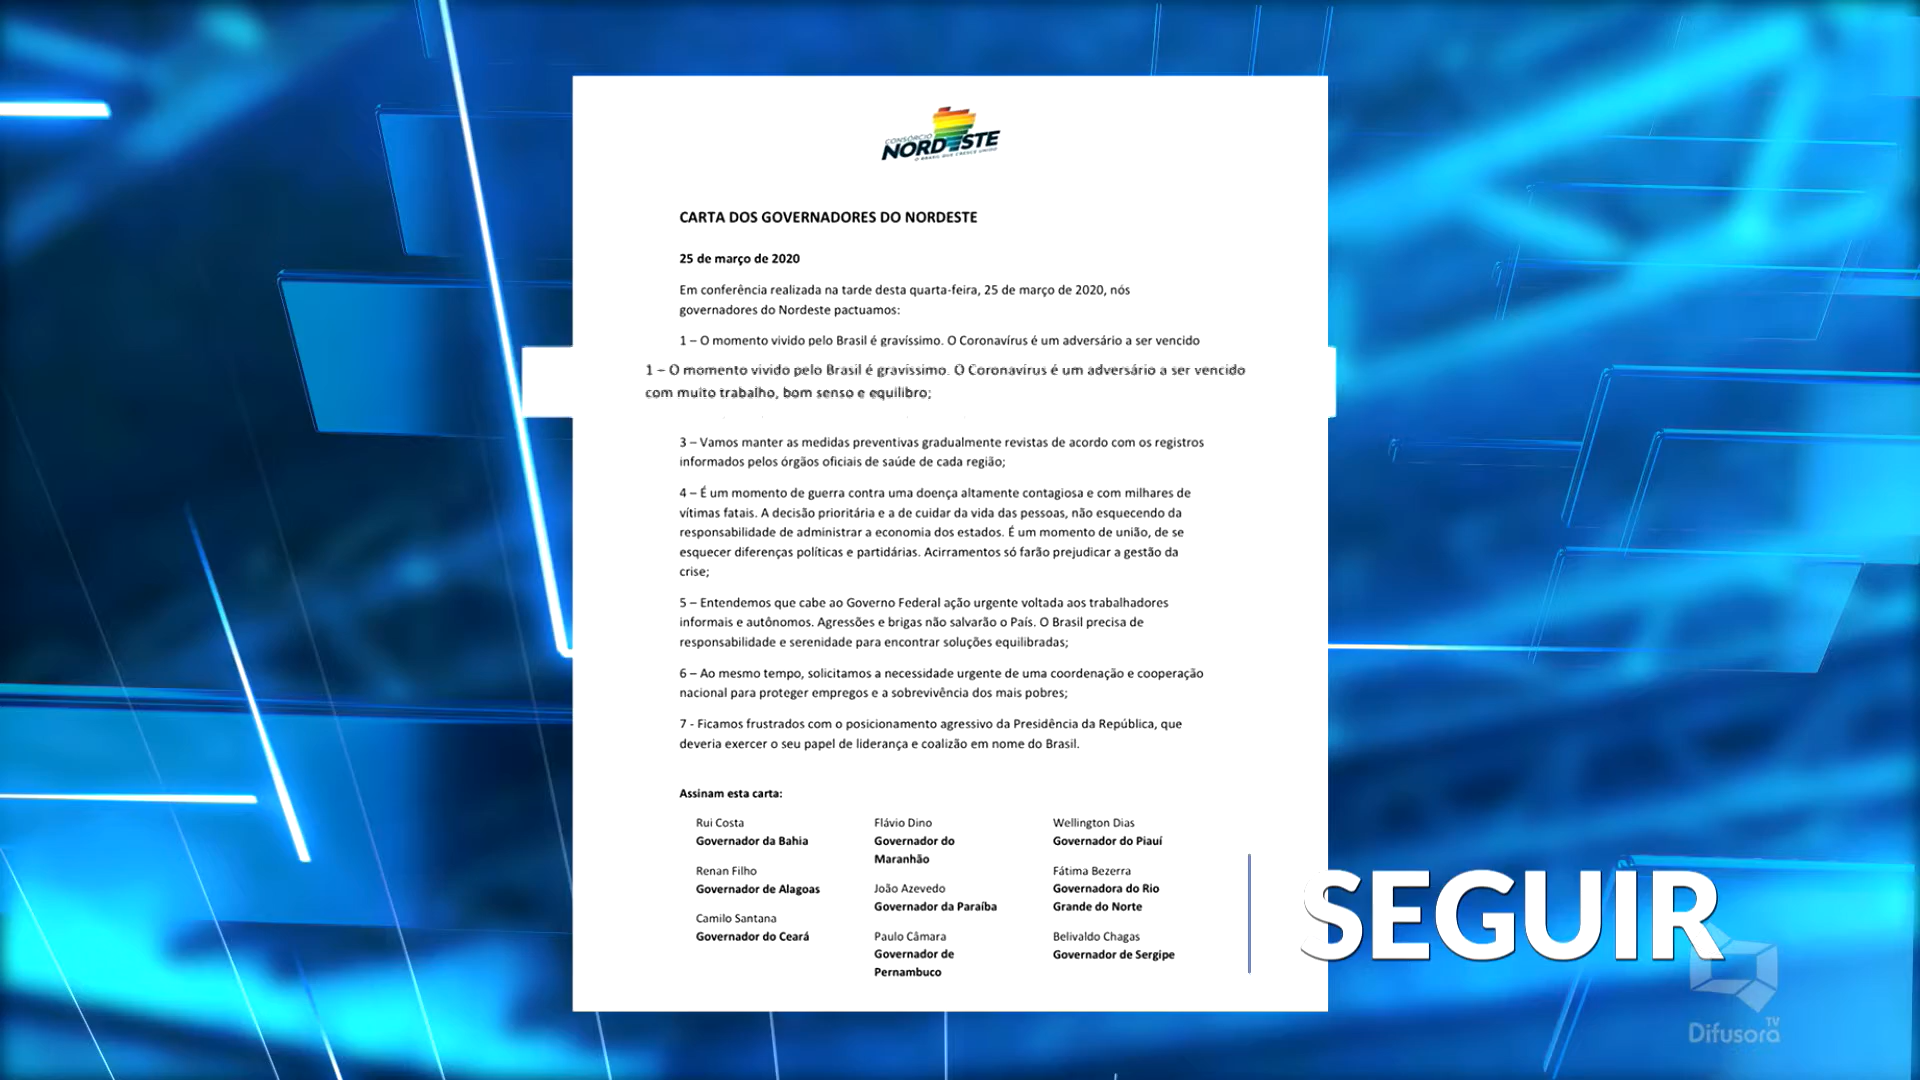 CONSÓRCIO
NORDESTE
O BRASIL QUE CRESCE UNIDO
CARTA DOS GOVERNADORES DO NORDESTE
25 de março de 2020
Em conferência realizada na tarde desta quarta-feira, 25 de março de 2020, nós
governadores do Nordeste pactuamos:
1 – O momento vivido pelo Brasil é gravíssimo. O Coronavírus é um adversário a ser vencido
1 – O momento vivido pelo Brasil é gravíssimo. O Coronavírus é um adversário a ser vencido
com muito trabalho, bom senso e equilibro;
3 – Vamos manter as medidas preventivas gradualmente revistas de acordo com os registros
informados pelos órgãos oficiais de saúde de cada região;
4 – É um momento de guerra contra uma doença altamente contagiosa e com milhares de
vítimas fatais. A decisão prioritária e a de cuidar da vida das pessoas, não esquecendo da
responsabilidade de administrar a economia dos estados. É um momento de união, de se
esquecer diferenças políticas e partidárias. Acirramentos só farão prejudicar a gestão da
crise;
5 – Entendemos que cabe ao Governo Federal ação urgente voltada aos trabalhadores
informais e autônomos. Agressões e brigas não salvarão o País. O Brasil precisa de
responsabilidade e serenidade para encontrar soluções equilibradas;
6 – Ao mesmo tempo, solicitamos a necessidade urgente de uma coordenação e cooperação
nacional para proteger empregos e a sobrevivência dos mais pobres;
7 - Ficamos frustrados com o posicionamento agressivo da Presidência da República, que
deveria exercer o seu papel de liderança e coalizão em nome do Brasil.
Assinam esta carta:
Rui Costa
Governador da Bahia
Renan Filho
Governador de Alagoas
Camilo Santana
Governador do Ceará
Flávio Dino
Governador do
Maranhão
João Azevedo
Governador da Paraíba
Paulo Câmara
Governador de
Pernambuco
Wellington Dias
Governador do Piauí
Fátima Bezerra
Governadora do Rio
Grande do Norte
Belivaldo Chagas
Governador de Sergipe
SEGUIR
TV
Difusora